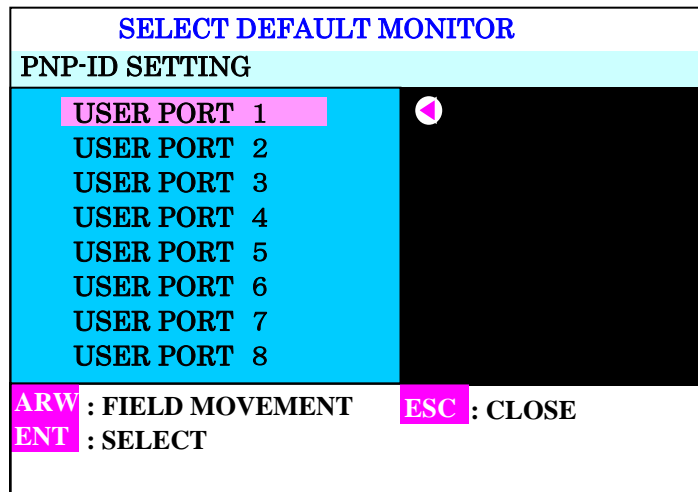 SELECT DEFAULT MONITOR
PNP-ID SETTING
USER PORT 1
USER PORT 2
USER PORT 3
USER PORT 4
USER PORT 5
USER PORT 6
USER PORT 7
USER PORT 8
ARW : FIELD MOVEMENT ESC : CLOSE
ENT : SELECT